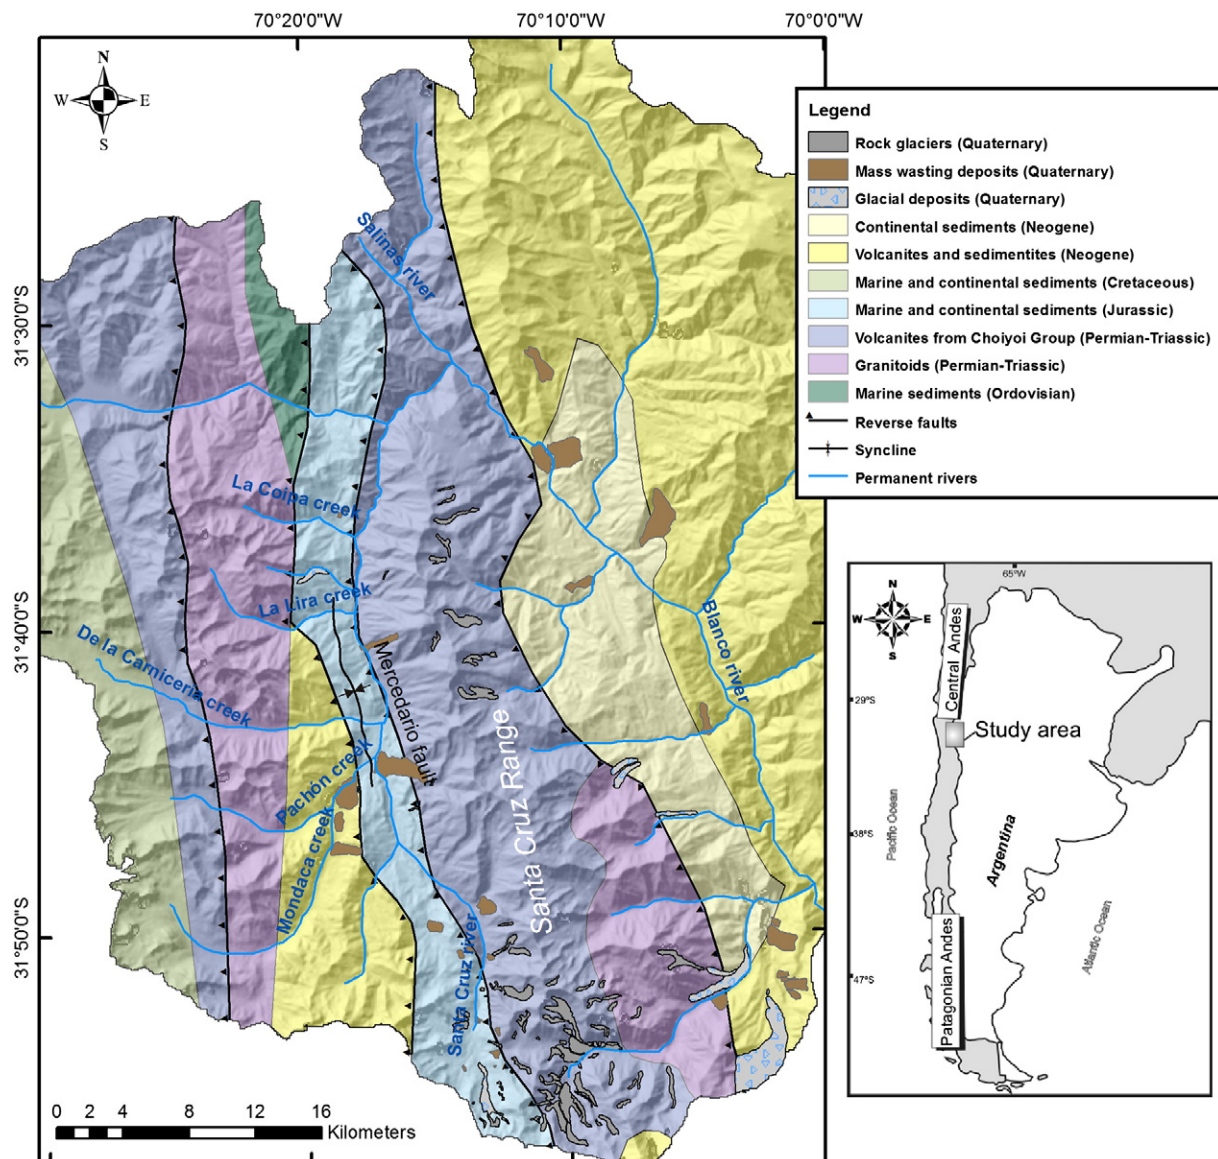 70°20'0"W
70°10'0"W
70°0'0"W
N
W
E
S
31°30'0"S
31°40'0"S
31°50'0"S
Salinas river
La Coipa creek
La Lira creek
De la Carniceria creek
Mercedario fault
Pachón creek
Mondaca creek
Santa Cruz Range
Santa Cruz river
Blanco river
0 2 4 8 12 16
Kilometers
Legend
Rock glaciers (Quaternary)
Mass wasting deposits (Quaternary)
Glacial deposits (Quaternary)
Continental sediments (Neogene)
Volcanites and sedimentites (Neogene)
Marine and continental sediments (Cretaceous)
Marine and continental sediments (Jurassic)
Volcanites from Choiyoi Group (Permian-Triassic)
Granitoids (Permian-Triassic)
Marine sediments (Ordovisian)
Reverse faults
Syncline
Permanent rivers
65°W
N
W
E
S
Central Andes
29°S
Study area
Pacific Ocean
38°S
Argentina
Atlantic Ocean
Patagonian Andes
47°S